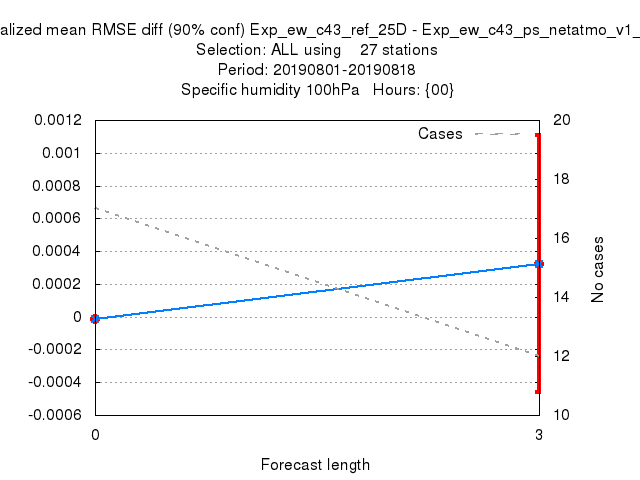 alized mean RMSE diff (90% conf) Exp_ew_c43_ref_25D - Exp_ew_c43_ps_netatmo_v1_
Selection: ALL using    27 stations
Period: 20190801-20190818
Specific humidity 100hPa   Hours: {00}
Cases
0.0012
0.001
0.0008
0.0006
0.0004
0.0002
0
-0.0002
-0.0004
-0.0006
20
18
16
14
12
10
No cases
0
3
Forecast length